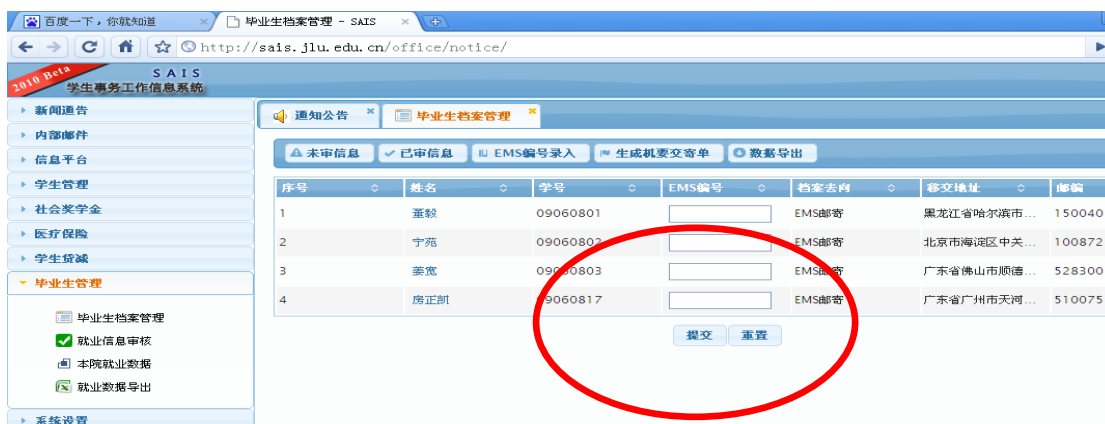 百度一下，你就知道 毕业生档案管理 - SAIS
http://sais.jlu.edu.cn/office/notice/
2010 Beta SAIS
学生事务工作信息系统
新闻通告
内部邮件
信息平台
学生管理
社会奖学金
医疗保险
学生贷减
毕业生管理
毕业生档案管理
就业信息审核
本院就业数据
就业数据导出
系统设置
通知公告 毕业生档案管理
未审信息 已审信息 EMS编号录入 生成机要交寄单 数据导出
序号 姓名 学号 EMS编号 档案去向 移交地址 邮编
1 董毅 09060801 EMS邮寄 黑龙江省哈尔滨市... 150040
2 宁苑 09060802 EMS邮寄 北京市海淀区中关... 100872
3 姜宽 09060803 EMS邮寄 广东省佛山市顺德... 528300
4 房正凯 09060817 EMS邮寄 广东省广州市天河... 510075
提交 重置